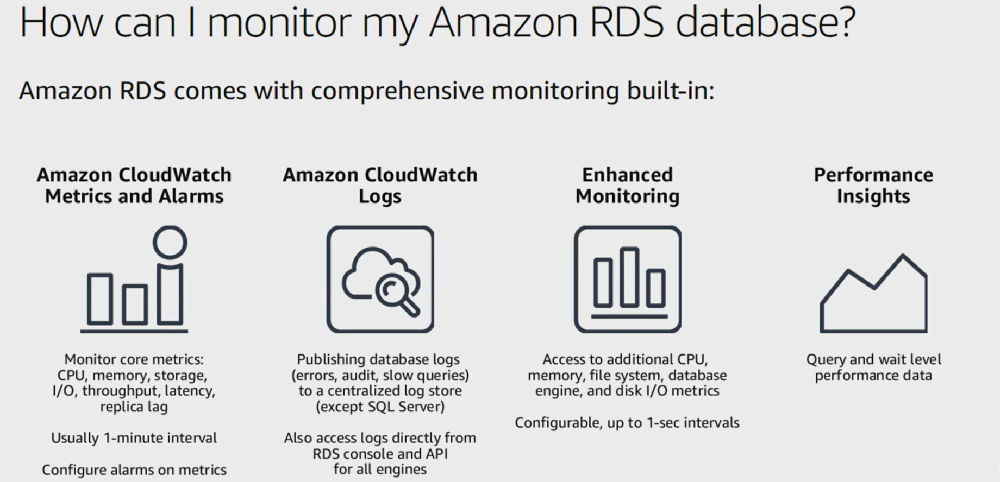 How can I monitor my Amazon RDS database?
Amazon RDS comes with comprehensive monitoring built-in:
Amazon CloudWatch
Metrics and Alarms
Monitor core metrics:
CPU, memory, storage,
I/O, throughput, latency,
replica lag
Usually 1-minute interval
Configure alarms on metrics
Amazon CloudWatch
Logs
Publishing database logs
(errors, audit, slow queries)
to a centralized log store
(except SQL Server)
Also access logs directly from
RDS console and API
for all engines
Enhanced
Monitoring
Access to additional CPU,
memory, file system, database
engine, and disk I/O metrics
Configurable, up to 1-sec intervals
Performance
Insights
Query and wait level
performance data